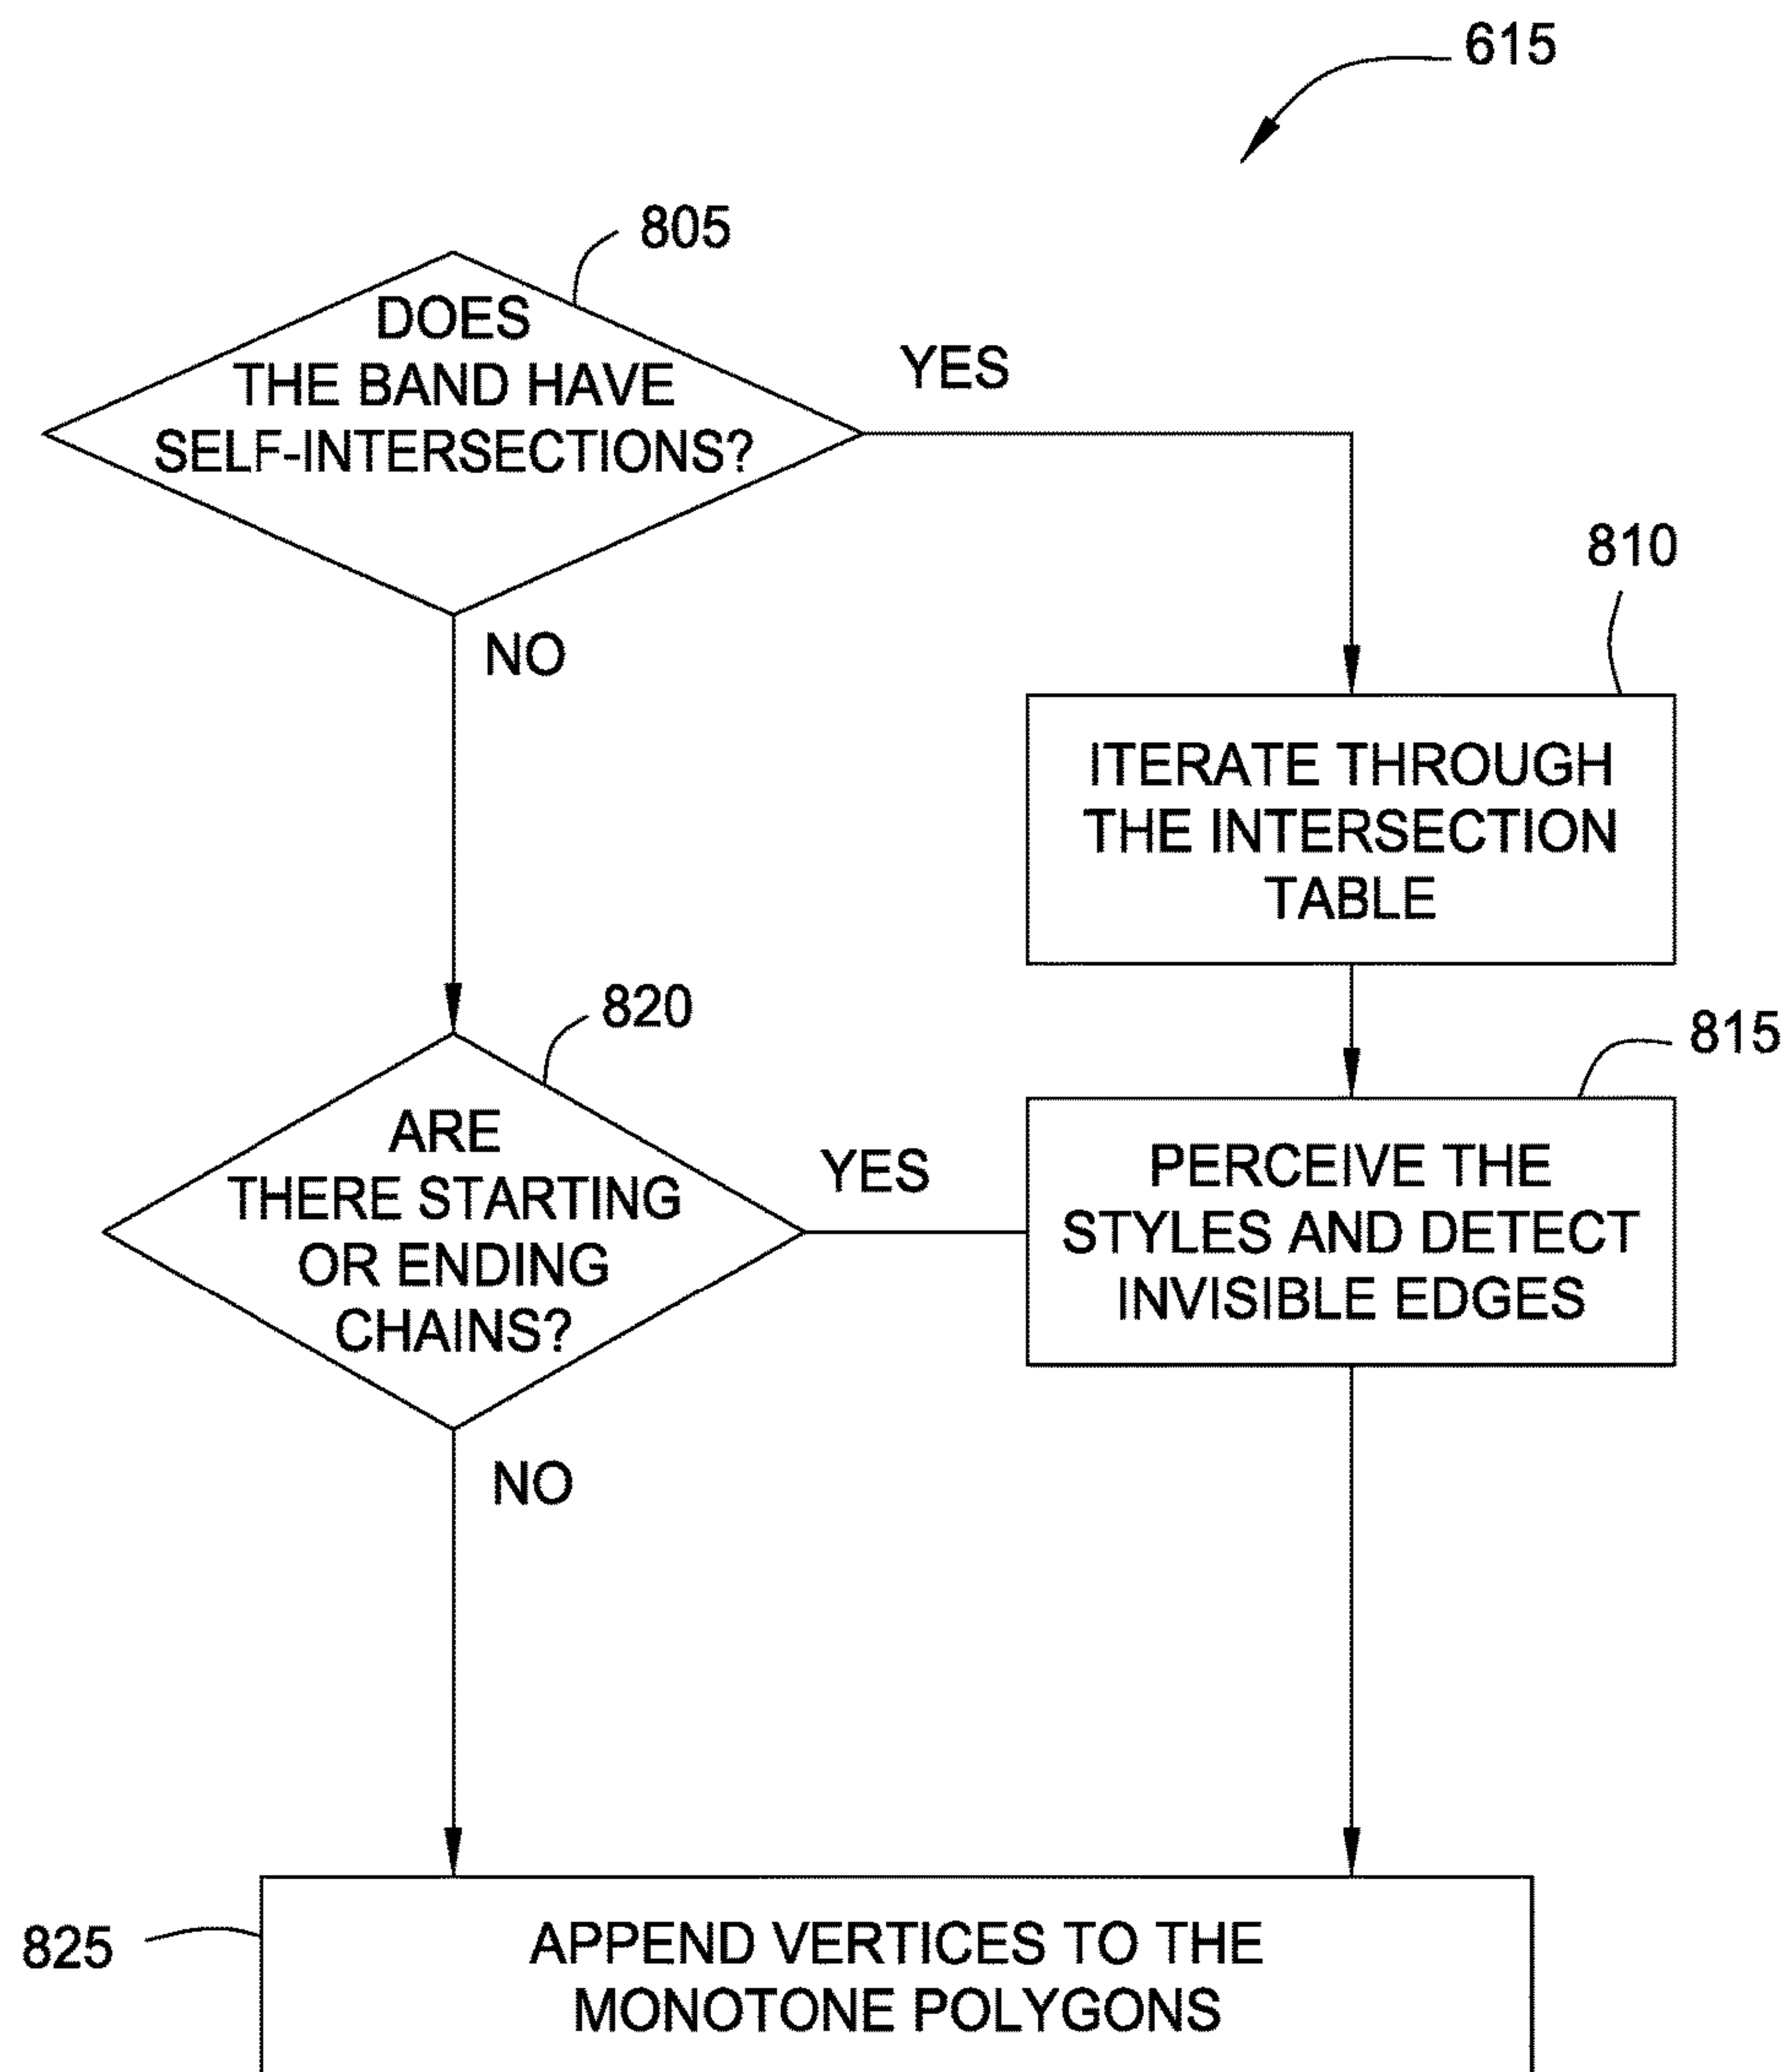 615
805
DOES
THE BAND HAVE
SELF-INTERSECTIONS?
YES
NO
810
ITERATE THROUGH
THE INTERSECTION
TABLE
820
ARE
THERE STARTING
OR ENDING
CHAINS?
YES
NO
815
PERCEIVE THE
STYLES AND DETECT
INVISIBLE EDGES
825
APPEND VERTICES TO THE
MONOTONE POLYGONS